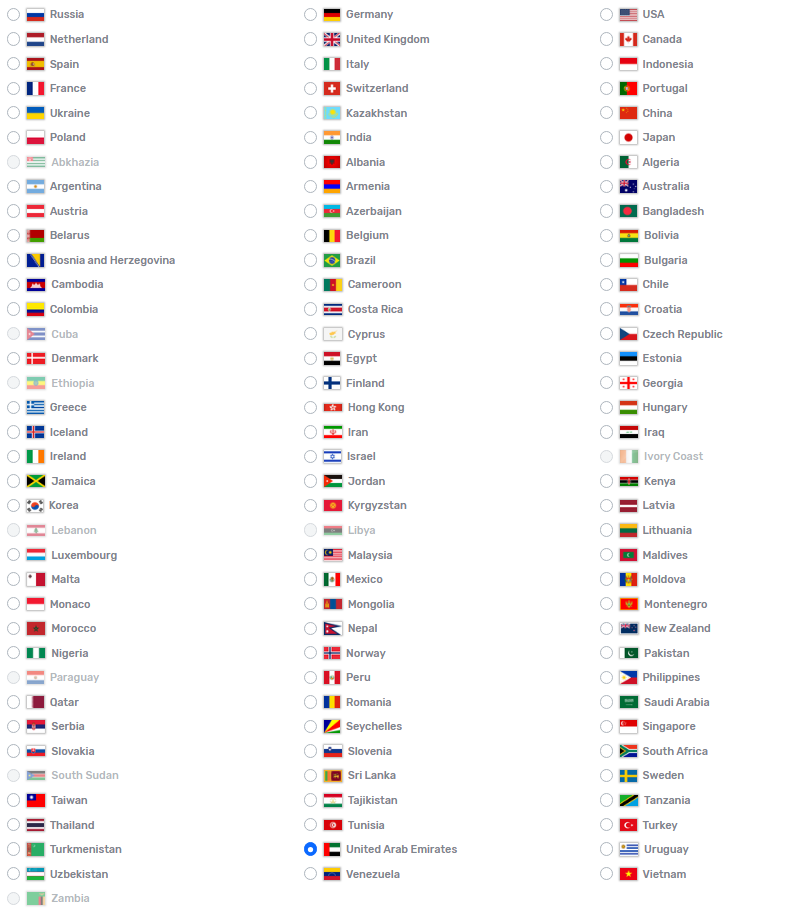 Russia Germany USA
Netherland United Kingdom Canada
Spain Italy Indonesia
France Switzerland Portugal
Ukraine Kazakhstan China
Poland India Japan
Abkhazia Albania Algeria
Argentina Armenia Australia
Austria Azerbaijan Bangladesh
Belarus Belgium Bolivia
Bosnia and Herzegovina Brazil Bulgaria
Cambodia Cameroon Chile
Colombia Costa Rica Croatia
Cuba Cyprus Czech Republic
Denmark Egypt Estonia
Ethiopia Finland Georgia
Greece Hong Kong Hungary
Iceland Iran Iraq
Ireland Israel Ivory Coast
Jamaica Jordan Kenya
Korea Kyrgyzstan Latvia
Lebanon Libya Lithuania
Luxembourg Malaysia Maldives
Malta Mexico Moldova
Monaco Mongolia Montenegro
Morocco Nepal New Zealand
Nigeria Norway Pakistan
Paraguay Peru Philippines
Qatar Romania Saudi Arabia
Serbia Seychelles Singapore
Slovakia Slovenia South Africa
South Sudan Sri Lanka Sweden
Taiwan Tajikistan Tanzania
Thailand Tunisia Turkey
Turkmenistan United Arab Emirates Uruguay
Uzbekistan Venezuela Vietnam
Zambia